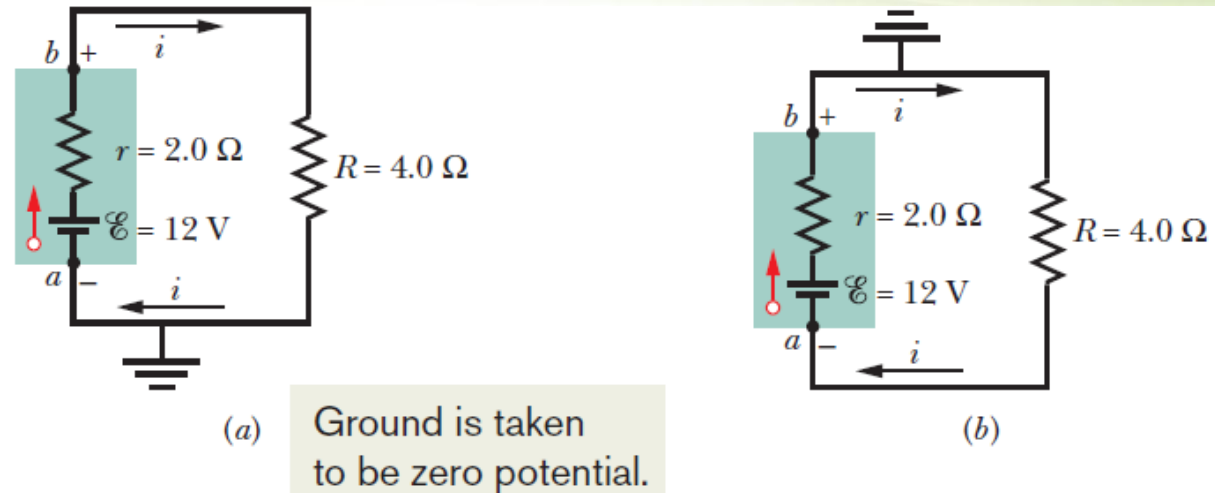 i
b +
r = 2.0 Ω
R = 4.0 Ω
ℰ = 12 V
a −
i
(a)
Ground is taken
to be zero potential.
i
b +
r = 2.0 Ω
R = 4.0 Ω
ℰ = 12 V
a −
i
(b)